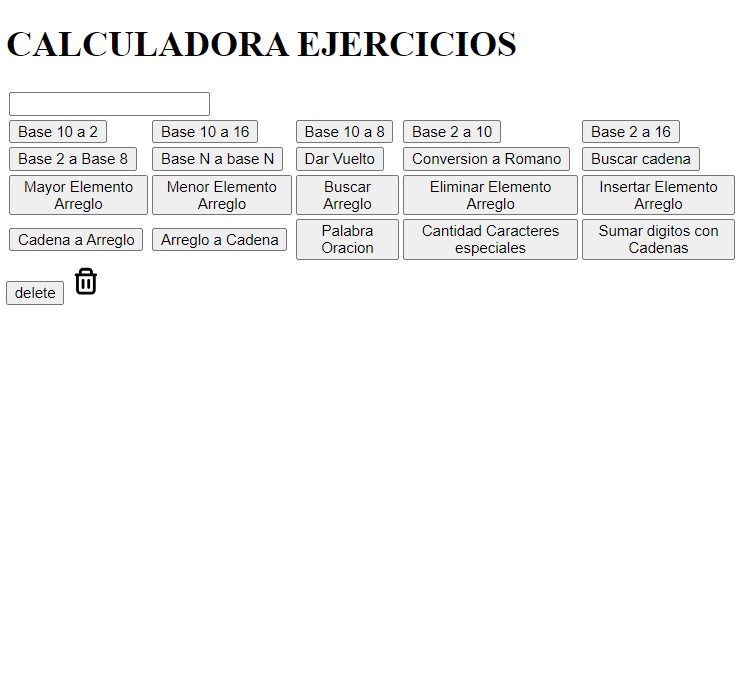 CALCULADORA EJERCICIOS
Base 10 a 2 Base 10 a 16 Base 10 a 8 Base 2 a 10 Base 2 a 16
Base 2 a Base 8 Base N a base N Dar Vuelto Conversion a Romano Buscar cadena
Mayor Elemento Arreglo Menor Elemento Arreglo Buscar Arreglo Eliminar Elemento Arreglo Insertar Elemento Arreglo
Cadena a Arreglo Arreglo a Cadena Palabra Oracion Cantidad Caracteres especiales Sumar digitos con Cadenas
delete